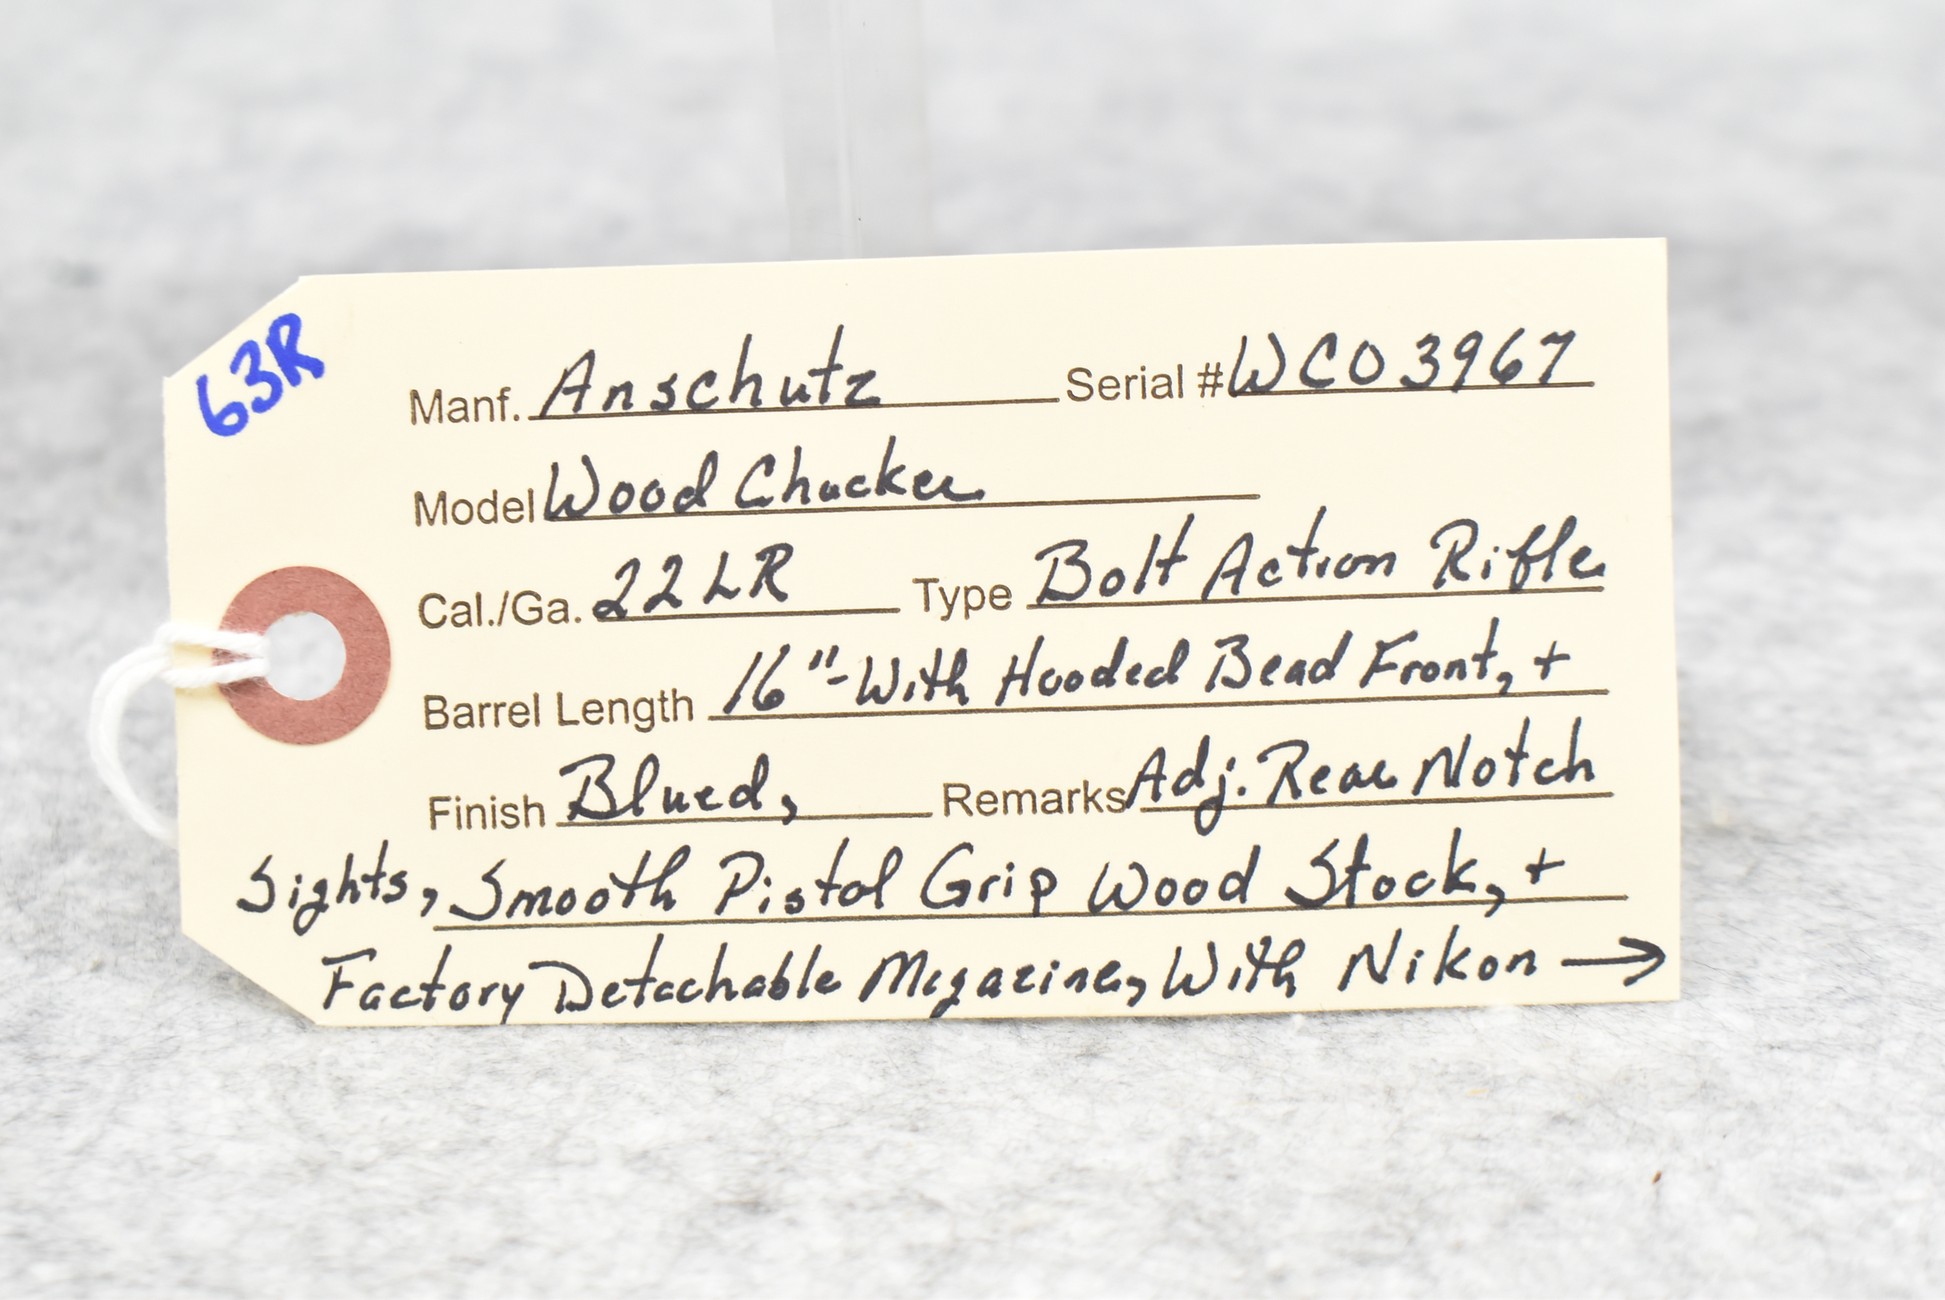 63R
Manf. Anschutz Serial # WC03967
Model Wood Chucker
Cal./Ga. 22 LR Type Bolt Action Rifle
Barrel Length 16"-With Hooded Bead Front, +
Finish Blued, Remarks Adj. Rear Notch
Sights, Smooth Pistol Grip Wood Stock, +
Factory Detachable Magazine, With Nikon →